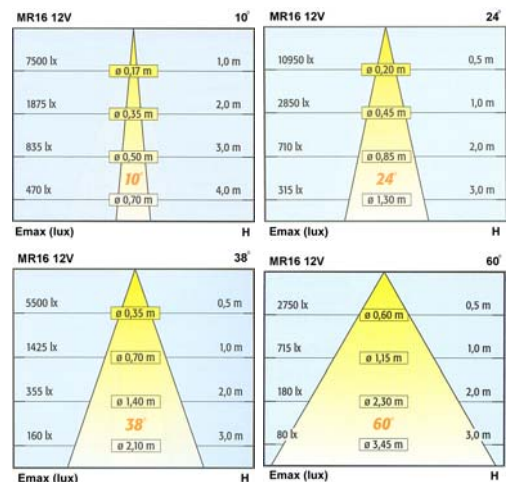 MR16 12V 10°
7500 lx 1,0 m
ø 0,17 m
1875 lx 2,0 m
ø 0,35 m
835 lx 3,0 m
ø 0,50 m
10°
470 lx 4,0 m
ø 0,70 m
Emax (lux) H
MR16 12V 24°
10950 lx 0,5 m
ø 0,20 m
2850 lx 1,0 m
ø 0,45 m
710 lx 2,0 m
ø 0,85 m
24°
315 lx 3,0 m
ø 1,30 m
Emax (lux) H
MR16 12V 38°
5500 lx 0,5 m
ø 0,35 m
1425 lx 1,0 m
ø 0,70 m
355 lx 2,0 m
ø 1,40 m
38°
160 lx 3,0 m
ø 2,10 m
Emax (lux) H
MR16 12V 60°
2750 lx 0,5 m
ø 0,60 m
715 lx 1,0 m
ø 1,15 m
180 lx 2,0 m
ø 2,30 m
60°
80 lx 3,0 m
ø 3,45 m
Emax (lux) H